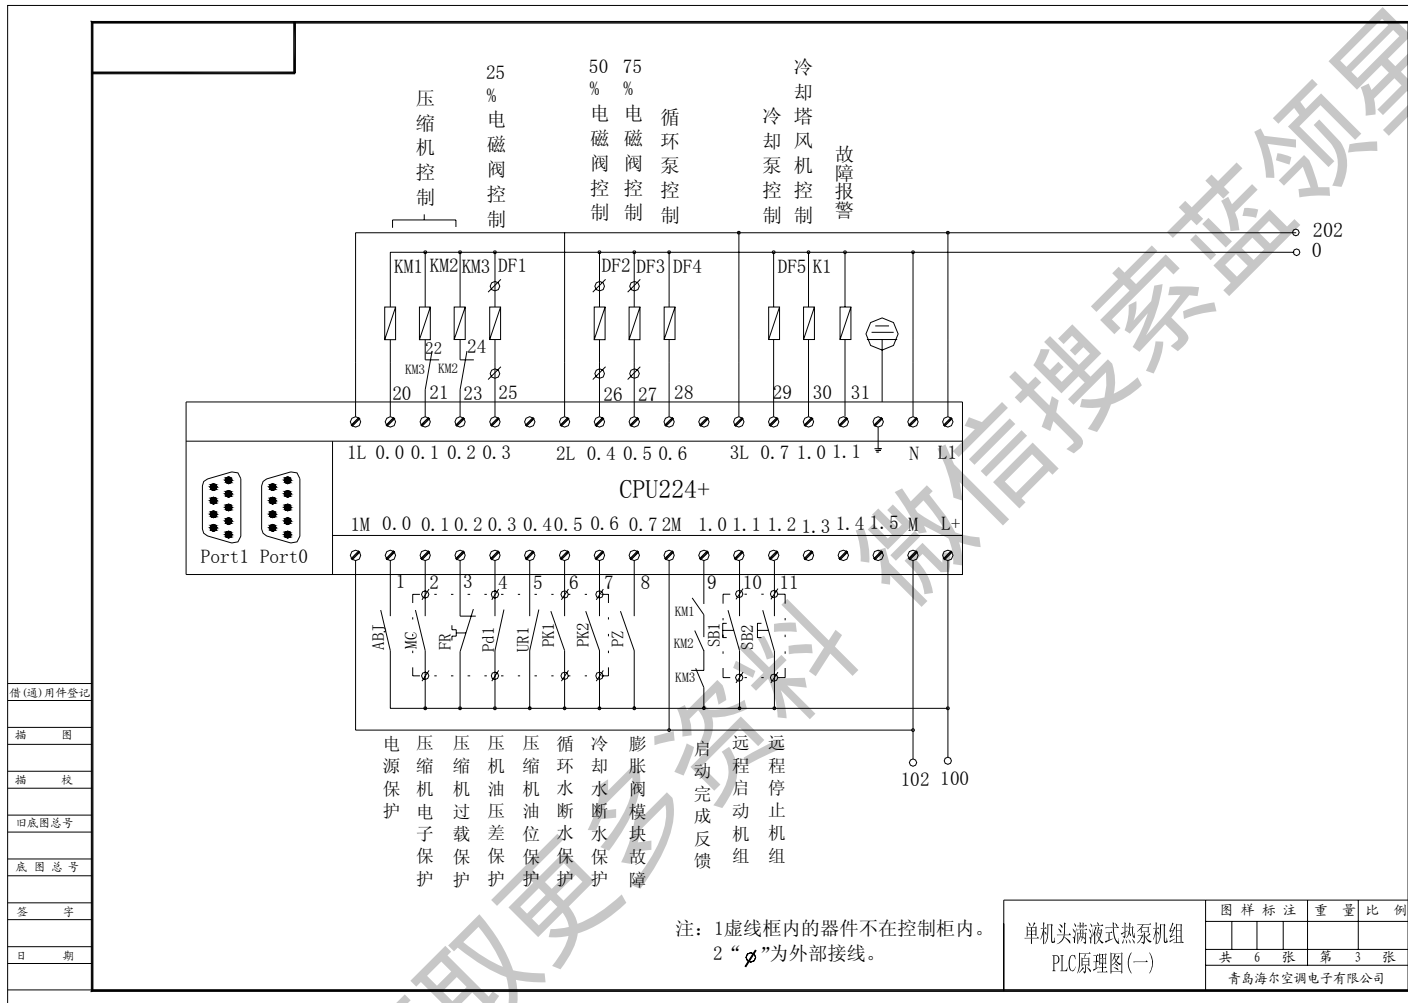 压缩机控制
25%电磁阀控制
50%电磁阀控制
75%电磁阀控制
循环泵控制
冷却泵控制
冷却塔风机控制
故障报警
202
0
KM1 KM2 KM3 DF1 DF2 DF3 DF4 DF5 K1
22 24
KM3 KM2
20 21 23 25 26 27 28 29 30 31
1L 0.0 0.1 0.2 0.3 2L 0.4 0.5 0.6 3L 0.7 1.0 1.1 N L1
CPU224+
1M 0.0 0.1 0.2 0.3 0.4 0.5 0.6 0.7 2M 1.0 1.1 1.2 1.3 1.4 1.5 M L+
Port1 Port0
1 2 3 4 5 6 7 8 9 10 11
ABJ MC FR Pd1 UR1 PK1 PK2 PZ
KM1
KM2
KM3
SB1 SB2
102 100
电源保护
压缩机电子保护
压缩机过载保护
压机油压差保护
压缩机油位保护
循环水断水保护
冷却水断水保护
膨胀阀模块故障
启动完成反馈
远程启动机组
远程停止机组
借(通)用件登记
描 图
描 校
旧底图总号
底图总号
签 字
日 期
注: 1虚线框内的器件不在控制柜内。
2 “ø”为外部接线。
单机头满液式热泵机组
PLC原理图(一)
图样标注 重量 比例
共 6 张 第 3 张
青岛海尔空调电子有限公司
取更多资料 微信搜索蓝领星